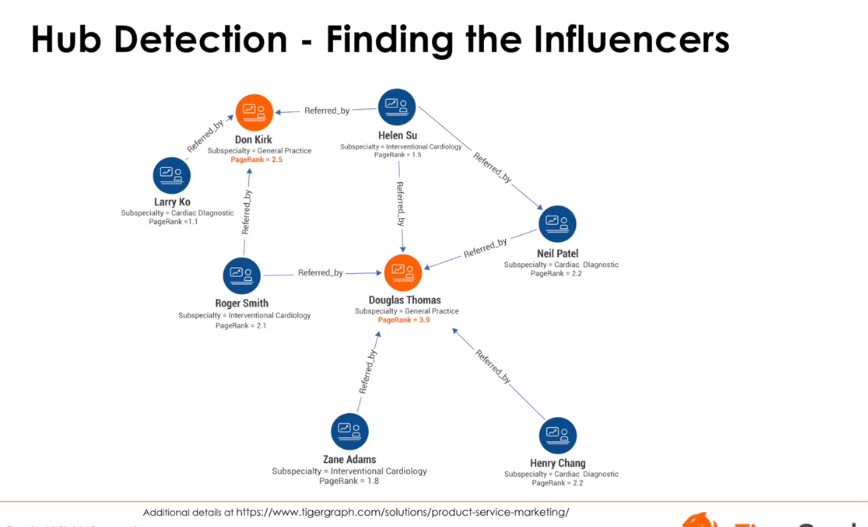 Hub Detection - Finding the Influencers
Referred_by
Don Kirk
Subspecialty = General Practice
PageRank = 2.5
Helen Su
Subspecialty = Interventional Cardiology
PageRank = 1.5
Referred_by
Referred_by
Larry Ko
Subspecialty = Cardiac DIagnostic
PageRank =1.1
Referred_by
Referred_by
Neil Patel
Subspecialty = Cardiac Diagnostic
PageRank = 2.2
Referred_by
Referred_by
Roger Smith
Subspecialty = Interventional Cardiology
PageRank = 2.1
Douglas Thomas
Subspecialty = General Practice
PageRank = 3.9
Referred_by
Referred_by
Zane Adams
Subspecialty = Interventional Cardiology
PageRank = 1.8
Henry Chang
Subspecialty = Cardiac Diagnostic
PageRank = 2.2
Additional details at https://www.tigergraph.com/solutions/product-service-marketing/